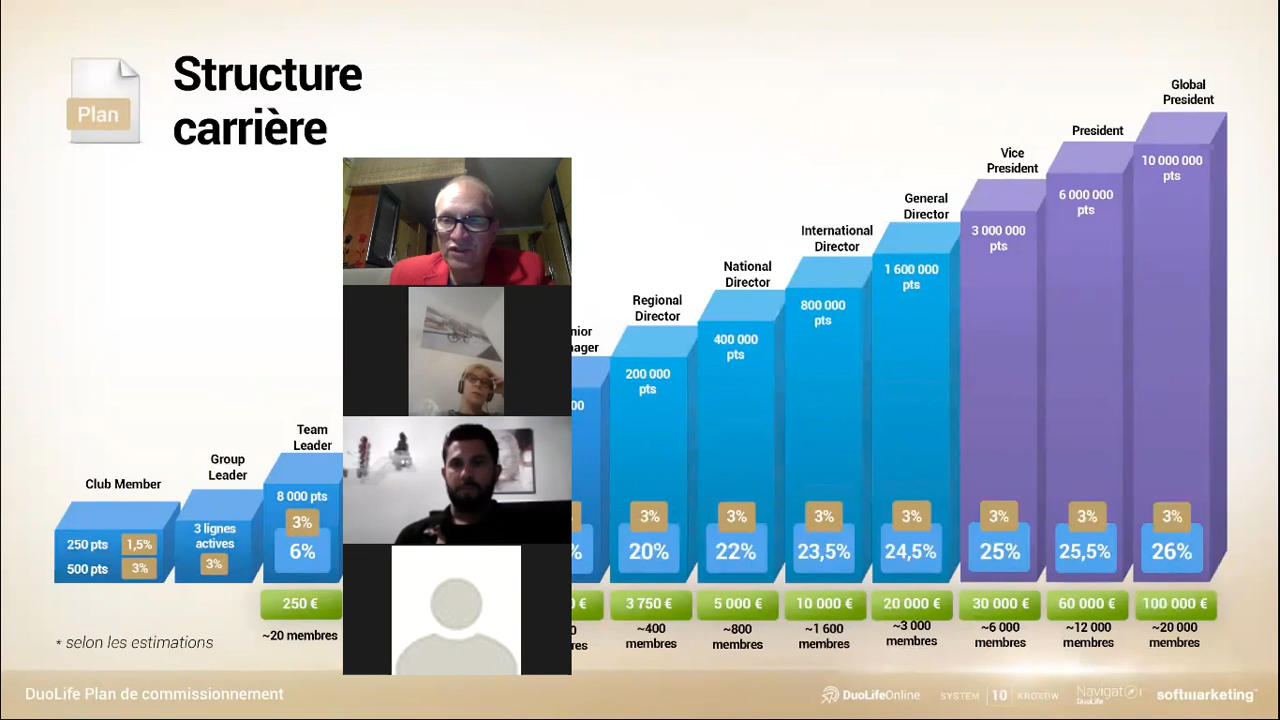 Plan
Structure
carrière
Global
President
10 000 000
pts
President
6 000 000
pts
Vice
President
3 000 000
pts
General
Director
1 600 000
pts
International
Director
800 000
pts
National
Director
400 000
pts
Regional
Director
200 000
pts
Team
Leader
8 000 pts
Group
Leader
3 lignes
actives
3%
Club Member
250 pts 1,5%
500 pts 3%
3% 3% 3% 3% 3% 3% 3% 3%
6% % 20% 22% 23,5% 24,5% 25% 25,5% 26%
250 € € 3 750 € 5 000 € 10 000 € 20 000 € 30 000 € 60 000 € 100 000 €
~20 membres
~400
membres
~800
membres
~1 600
membres
~3 000
membres
~6 000
membres
~12 000
membres
~20 000
membres
* selon les estimations
DuoLife Plan de commissionnement
DuoLifeOnline
SYSTEM 10 KROKÓW
Navigator
DuoLife
softmarketing